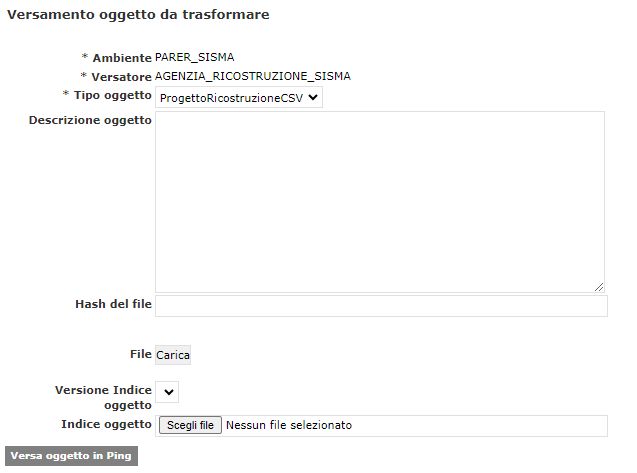 Versamento oggetto da trasformare
* Ambiente PARER_SISMA
* Versatore AGENZIA_RICOSTRUZIONE_SISMA
* Tipo oggetto ProgettoRicostruzioneCSV
Descrizione oggetto
Hash del file
File Carica
Versione Indice
oggetto
Indice oggetto Scegli file Nessun file selezionato
Versa oggetto in Ping